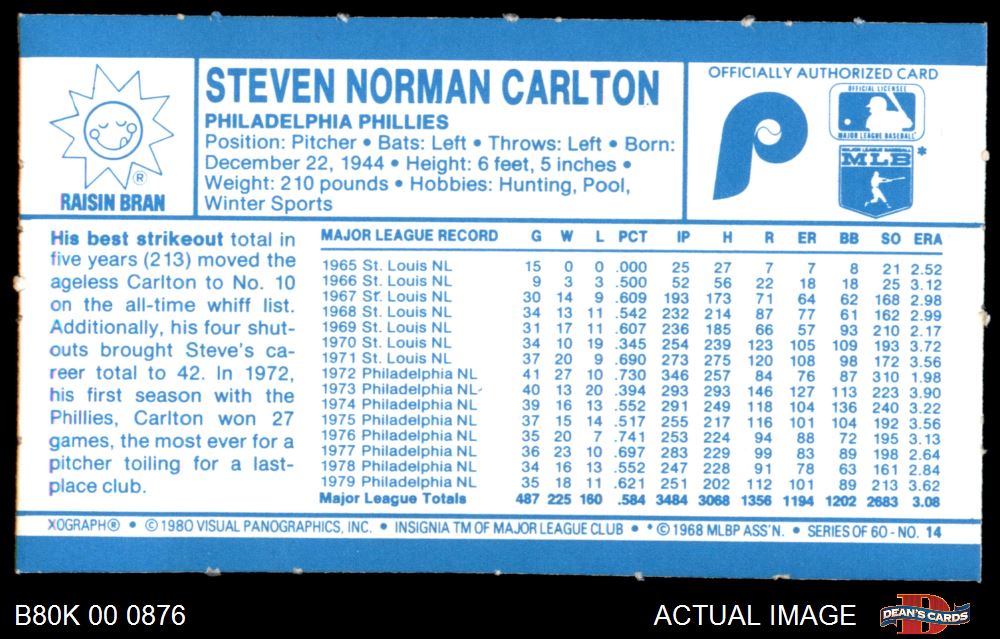 STEVEN NORMAN CARLTON
PHILADELPHIA PHILLIES
Position: Pitcher • Bats: Left • Throws: Left • Born:
December 22, 1944 • Height: 6 feet, 5 inches •
Weight: 210 pounds • Hobbies: Hunting, Pool,
Winter Sports
®
RAISIN BRAN
OFFICIALLY AUTHORIZED CARD
OFFICIAL LICENSEE
MAJOR LEAGUE BASEBALL
MAJOR LEAGUE BASEBALL
MLB *
P
His best strikeout total in
five years (213) moved the
ageless Carlton to No. 10
on the all-time whiff list.
Additionally, his four shut-
outs brought Steve's ca-
reer total to 42. In 1972,
his first season with the
Phillies, Carlton won 27
games, the most ever for a
pitcher toiling for a last-
place club.
MAJOR LEAGUE RECORD G W L PCT IP H R ER BB SO ERA
1965 St. Louis NL 15 0 0 .000 25 27 7 7 8 21 2.52
1966 St. Louis NL 9 3 3 .500 52 56 22 18 18 25 3.12
1967 St. Louis NL 30 14 9 .609 193 173 71 64 62 168 2.98
1968 St. Louis NL 34 13 11 .542 232 214 87 77 61 162 2.99
1969 St. Louis NL 31 17 11 .607 236 185 66 57 93 210 2.17
1970 St. Louis NL 34 10 19 .345 254 239 123 105 109 193 3.72
1971 St. Louis NL 37 20 9 .690 273 275 120 108 98 172 3.56
1972 Philadelphia NL 41 27 10 .730 346 257 84 76 87 310 1.98
1973 Philadelphia NL 40 13 20 .394 293 293 146 127 113 223 3.90
1974 Philadelphia NL 39 16 13 .552 291 249 118 104 136 240 3.22
1975 Philadelphia NL 37 15 14 .517 255 217 116 101 104 192 3.56
1976 Philadelphia NL 35 20 7 .741 253 224 94 88 72 195 3.13
1977 Philadelphia NL 36 23 10 .697 283 229 99 83 89 198 2.64
1978 Philadelphia NL 34 16 13 .552 247 228 91 78 63 161 2.84
1979 Philadelphia NL 35 18 11 .621 251 202 112 101 89 213 3.62
Major League Totals 487 225 160 .584 3484 3068 1356 1194 1202 2683 3.08
XOGRAPH® • © 1980 VISUAL PANOGRAPHICS, INC. • INSIGNIA TM OF MAJOR LEAGUE CLUB • * © 1968 MLBP ASS'N. • SERIES OF 60 - NO. 14
B80K 00 0876
ACTUAL IMAGE
DEAN'S CARDS